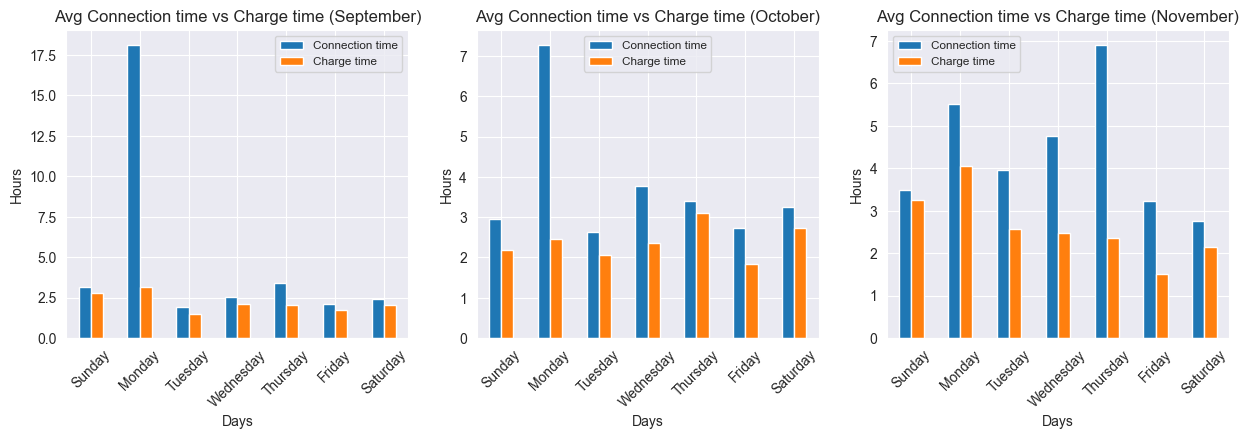 Avg Connection time vs Charge time (September)
Connection time
Charge time
17.5
15.0
12.5
10.0
7.5
5.0
2.5
0.0
Hours
Sunday
Monday
Tuesday
Wednesday
Thursday
Friday
Saturday
Days
Avg Connection time vs Charge time (October)
Connection time
Charge time
7
6
5
4
3
2
1
0
Hours
Sunday
Monday
Tuesday
Wednesday
Thursday
Friday
Saturday
Days
Avg Connection time vs Charge time (November)
Connection time
Charge time
7
6
5
4
3
2
1
0
Hours
Sunday
Monday
Tuesday
Wednesday
Thursday
Friday
Saturday
Days